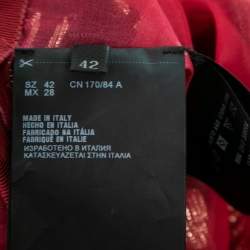 42
SZ 42 CN 170/84 A
MX 28
MADE IN ITALY
HECHO EN ITALIA
FABRICADO NA ITÁLIA
FABRIQUÉ EN ITALIE
ИЗРАБОТЕНО В ИТАЛИЯ
ΚΑΤΑΣΚΕΥΑΖΕΤΑΙ ΣΤΗΝ ΙΤΑΛΙΑ